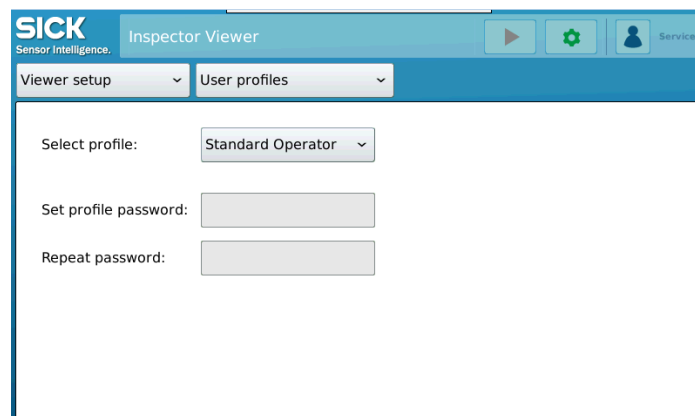 SICK
Sensor Intelligence.
Inspector Viewer
Service
Viewer setup
User profiles
Select profile:
Standard Operator
Set profile password:
Repeat password: